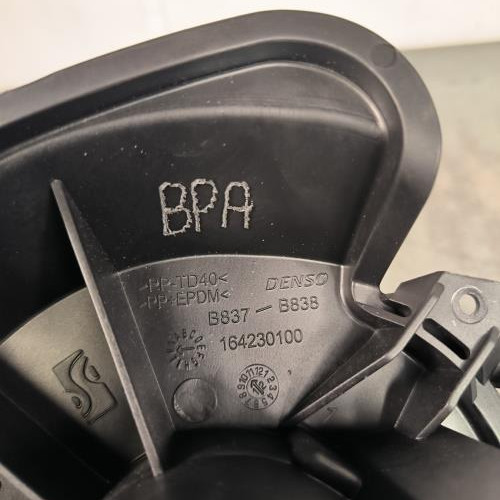 BPA
>PP-TD40<
DENSO
>PP+EPDM<
B837-B838
164230100